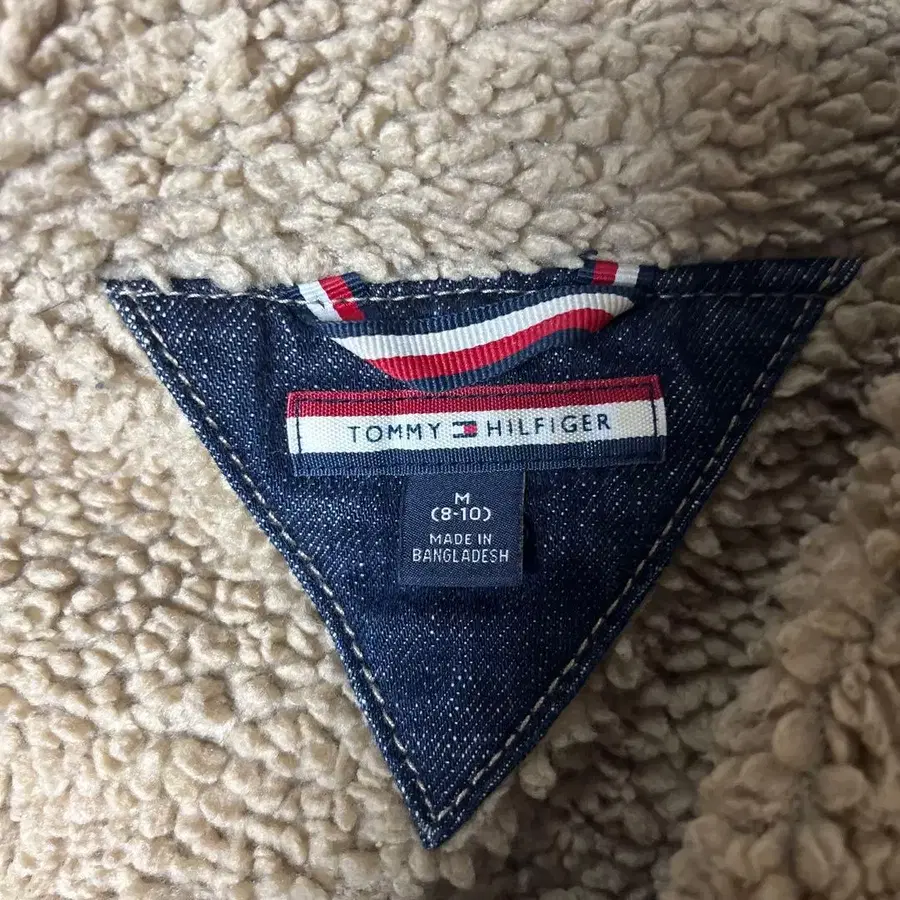 TOMMY HILFIGER
M
(8-10)
MADE IN
BANGLADESH